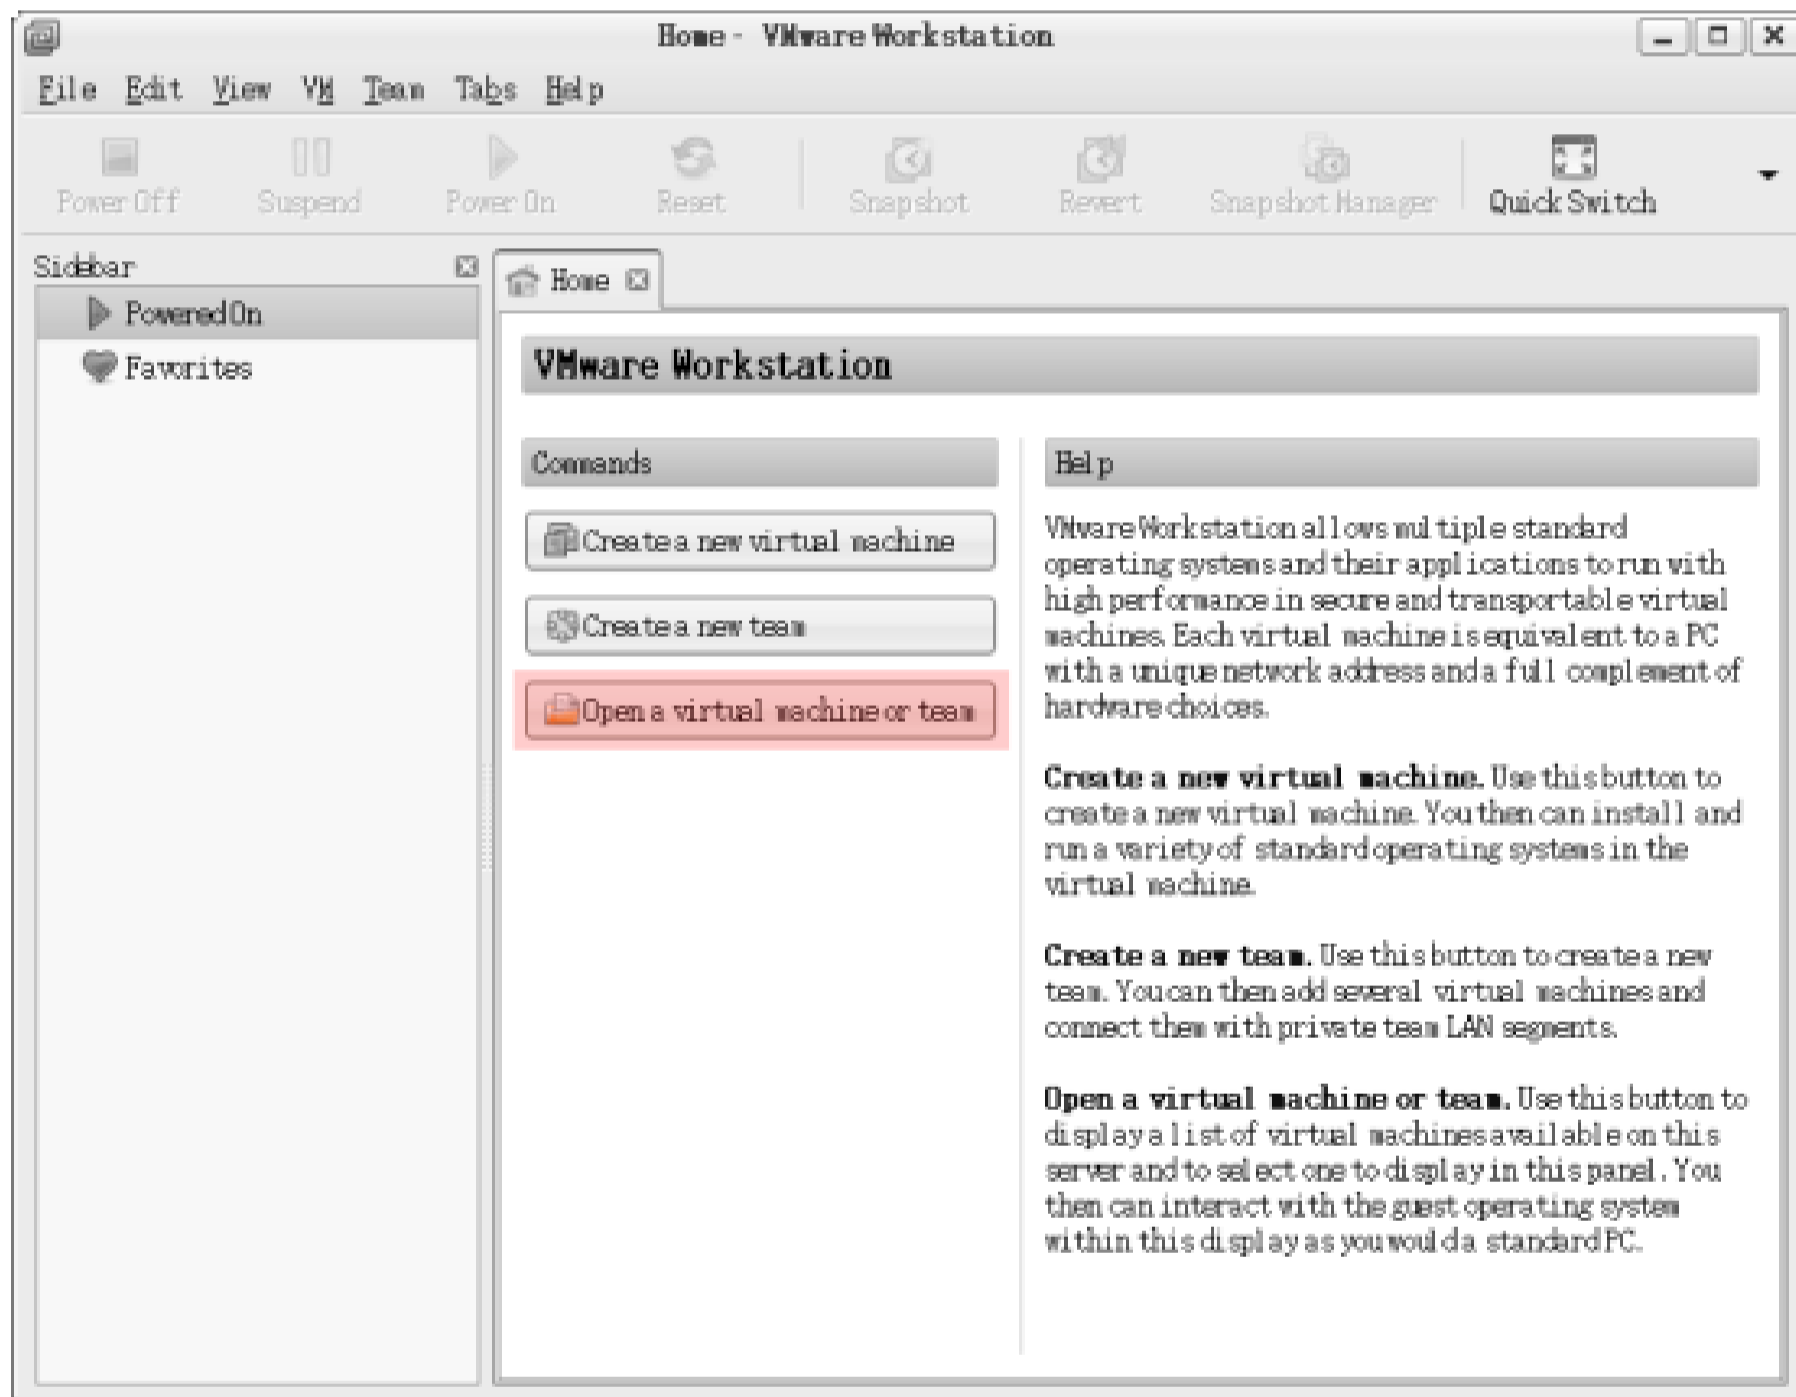 Home - VMware Workstation
File Edit View VM Team Tabs Help
Power Off Suspend Power On Reset Snapshot Revert Snapshot Manager Quick Switch
Sidebar
Powered On
Favorites
Home
VMware Workstation
Commands
Create a new virtual machine
Create a new team
Open a virtual machine or team
Help
VMware Workstation allows multiple standard
operating systems and their applications to run with
high performance in secure and transportable virtual
machines. Each virtual machine is equivalent to a PC
with a unique network address and a full complement of
hardware choices.
Create a new virtual machine. Use this button to
create a new virtual machine. You then can install and
run a variety of standard operating systems in the
virtual machine.
Create a new team. Use this button to create a new
team. You can then add several virtual machines and
connect them with private team LAN segments.
Open a virtual machine or team. Use this button to
display a list of virtual machines available on this
server and to select one to display in this panel. You
then can interact with the guest operating system
within this display as you would a standard PC.